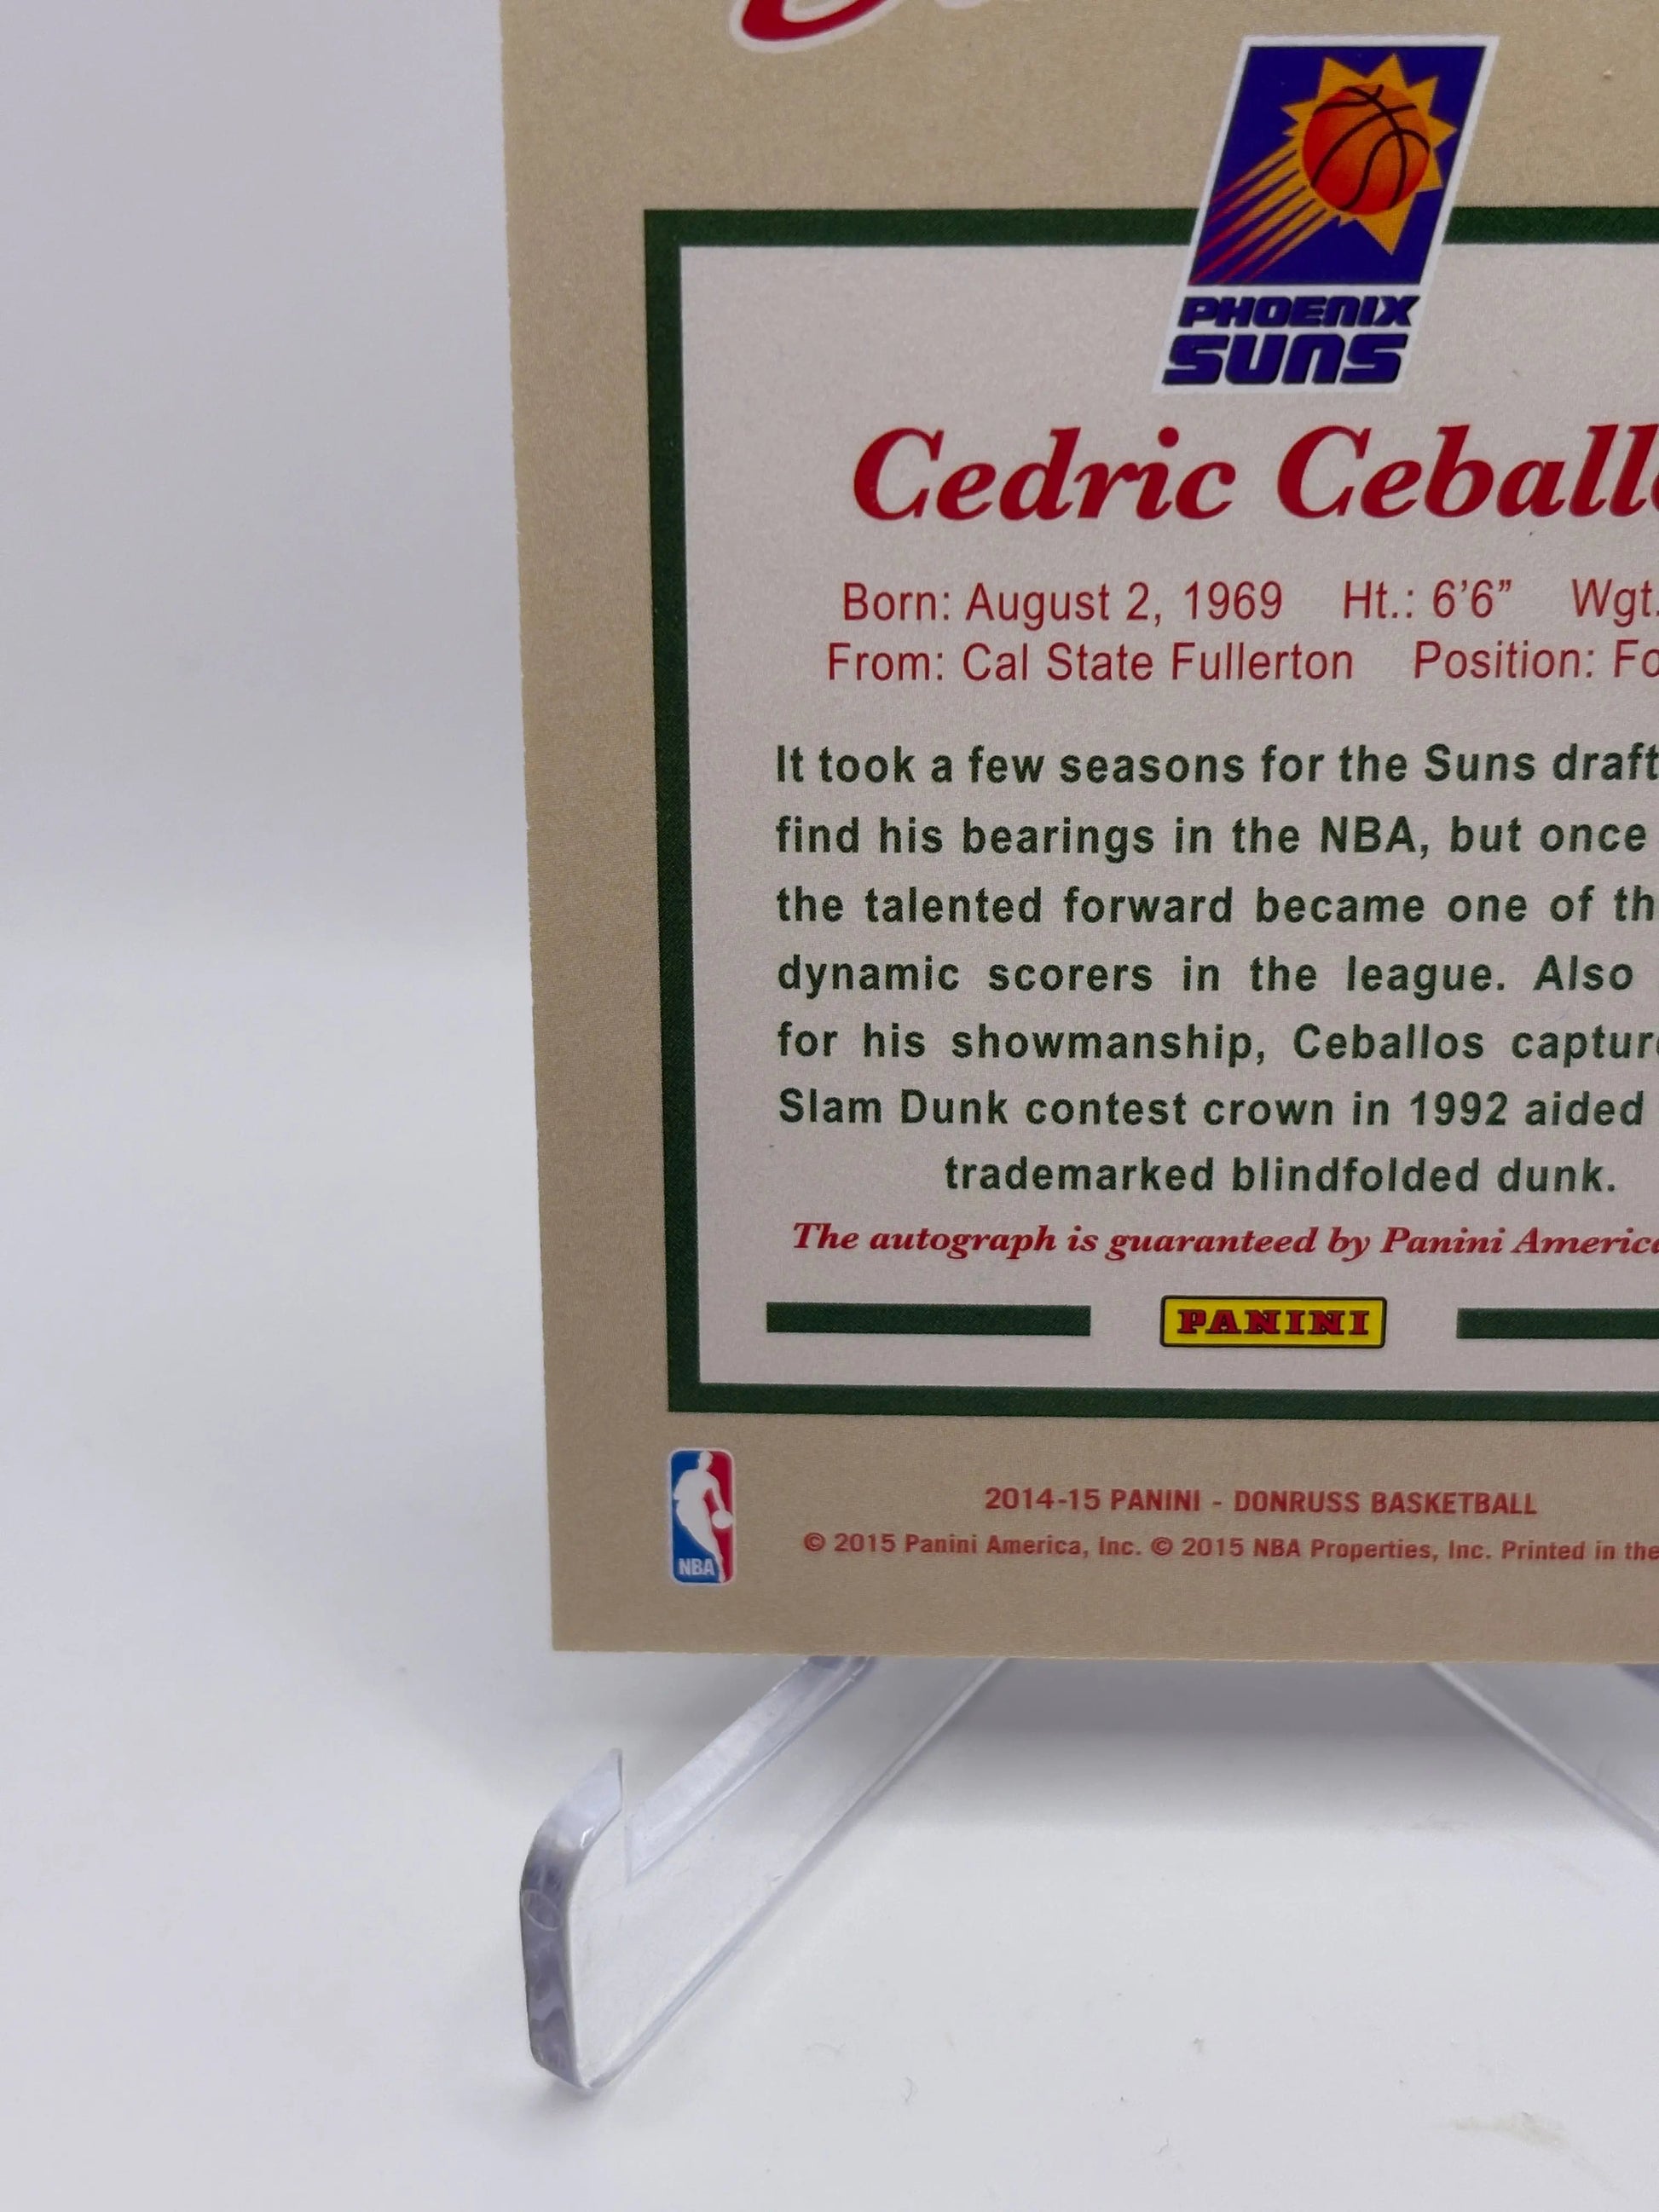 PHOENIX
SUNS
Cedric Ceball
Born: August 2, 1969 Ht.: 6'6” Wgt.
From: Cal State Fullerton Position: Fo
It took a few seasons for the Suns draft
find his bearings in the NBA, but once
the talented forward became one of th
dynamic scorers in the league. Also
for his showmanship, Ceballos captur
Slam Dunk contest crown in 1992 aided
trademarked blindfolded dunk.
The autograph is guaranteed by Panini America
PANINI
NBA
2014-15 PANINI - DONRUSS BASKETBALL
© 2015 Panini America, Inc. © 2015 NBA Properties, Inc. Printed in the